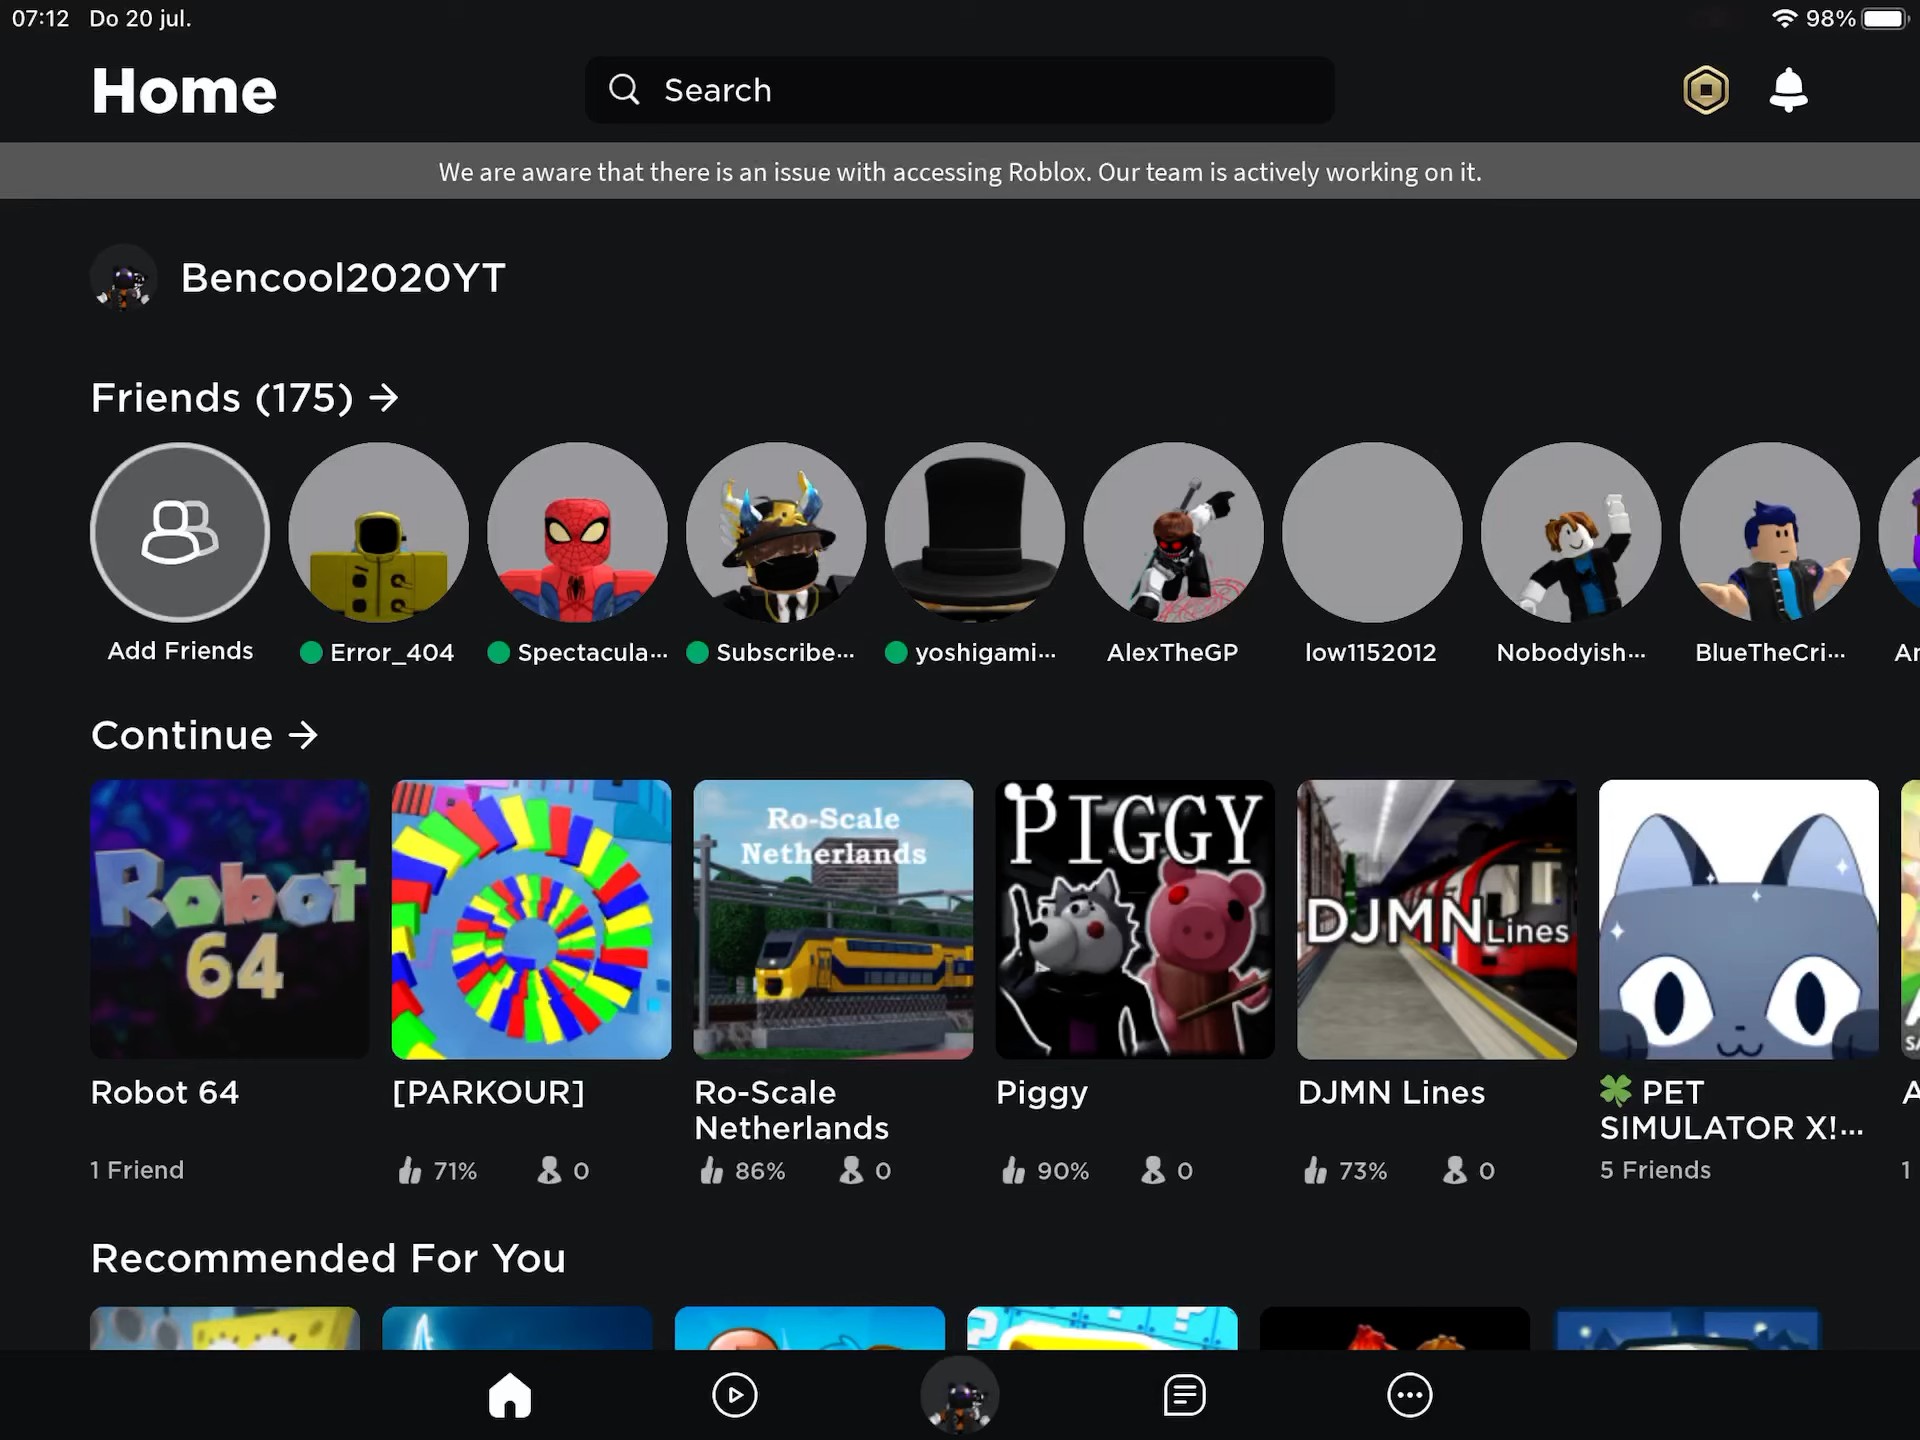 07:12 Do 20 jul. 98%
Home
Search
We are aware that there is an issue with accessing Roblox. Our team is actively working on it.
Bencool2020YT
Friends (175) →
Add Friends
Error_404
Spectacula...
Subscribe...
yoshigami...
AlexTheGP
low1152012
Nobodyish...
BlueTheCri...
Continue →
Robot
64
Ro-Scale
Netherlands
PIGGY
DJMN Lines
Robot 64
1 Friend
[PARKOUR]
71% 0
Ro-Scale
Netherlands
86% 0
Piggy
90% 0
DJMN Lines
73% 0
🍀 PET
SIMULATOR X!...
5 Friends
1
Recommended For You